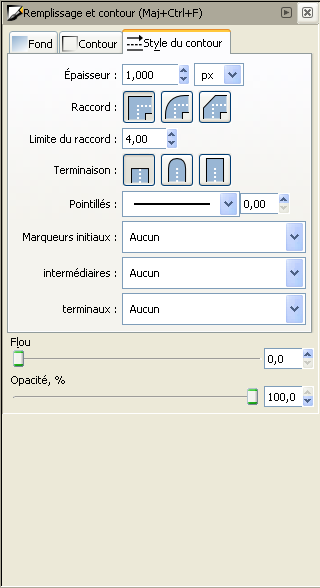 Remplissage et contour (Maj+Ctrl+F)
Fond Contour Style du contour
Épaisseur : 1,000 px
Raccord :
Limite du raccord : 4,00
Terminaison :
Pointillés : 0,00
Marqueurs initiaux : Aucun
intermédiaires : Aucun
terminaux : Aucun
Flou
0,0
Opacité, %
100,0